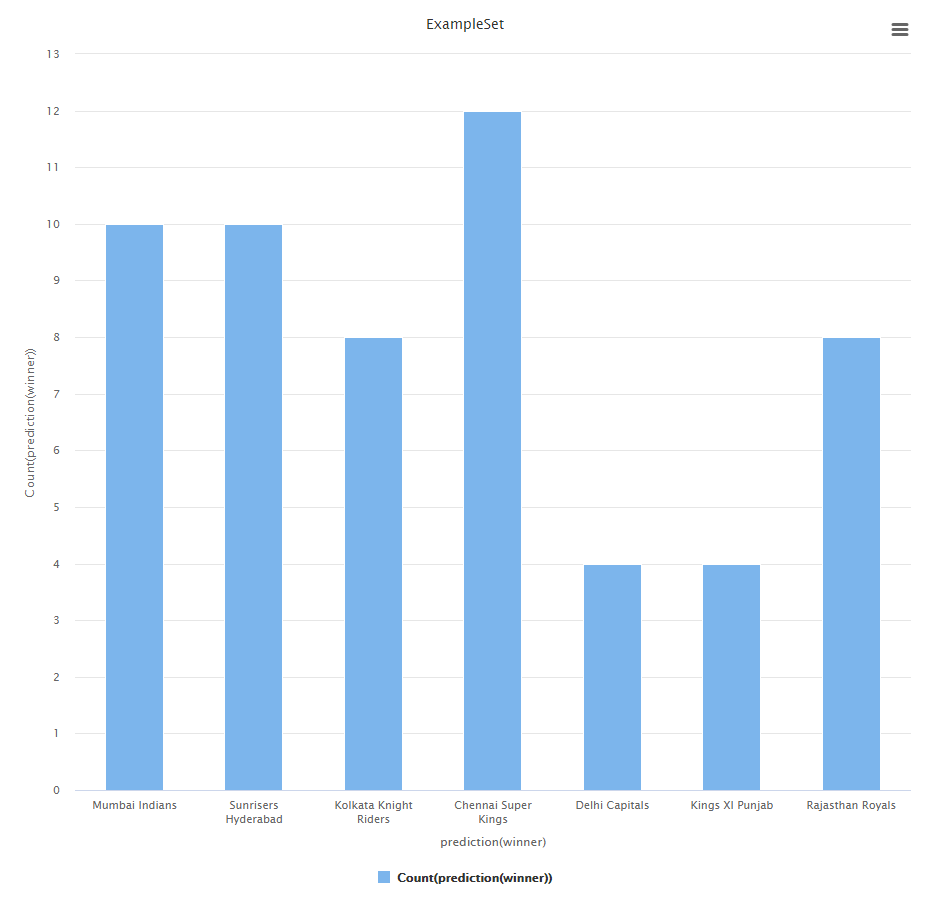 ExampleSet
13
12
11
10
9
8
7
6
5
4
3
2
1
0
Count(prediction(winner))
Mumbai Indians
Sunrisers
Hyderabad
Kolkata Knight
Riders
Chennai Super
Kings
Delhi Capitals
Kings XI Punjab
Rajasthan Royals
prediction(winner)
Count(prediction(winner))